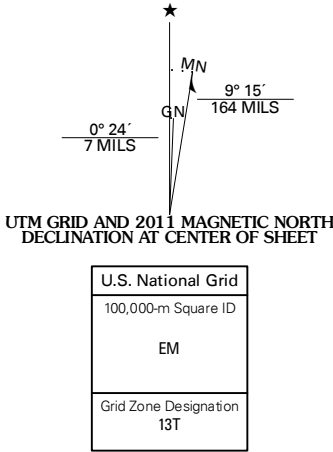 ★
MN
9° 15´
164 MILS
GN
0° 24´
7 MILS
UTM GRID AND 2011 MAGNETIC NORTH
DECLINATION AT CENTER OF SHEET
U.S. National Grid
100,000-m Square ID
EM
Grid Zone Designation
13T